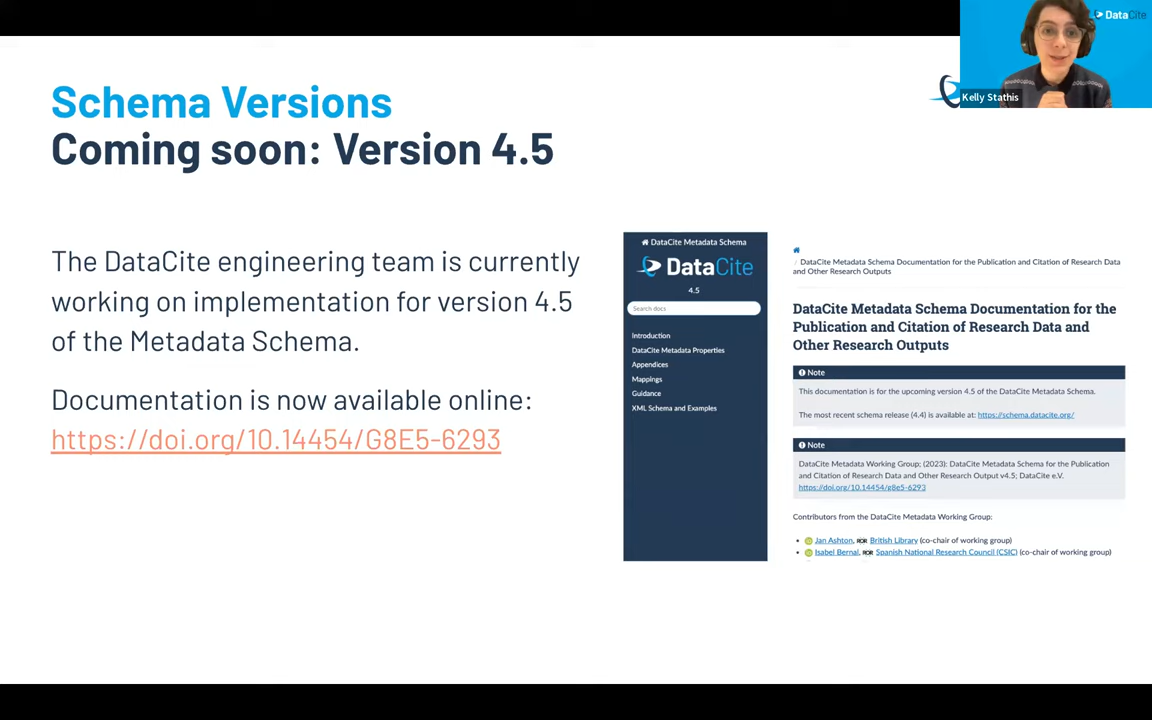 DataCite
Kelly Stathis
Schema Versions
Coming soon: Version 4.5
The DataCite engineering team is currently
working on implementation for version 4.5
of the Metadata Schema.
Documentation is now available online:
https://doi.org/10.14454/G8E5-6293
DataCite Metadata Schema
DataCite
4.5
Search docs
Introduction
DataCite Metadata Properties
Appendices
Mappings
Guidance
XML Schema and Examples
/ DataCite Metadata Schema Documentation for the Publication and Citation of Research Data
and Other Research Outputs
DataCite Metadata Schema Documentation for the
Publication and Citation of Research Data and
Other Research Outputs
Note
This documentation is for the upcoming version 4.5 of the DataCite Metadata Schema.
The most recent schema release (4.4) is available at: https://schema.datacite.org/
Note
DataCite Metadata Working Group; (2023): DataCite Metadata Schema for the Publication
and Citation of Research Data and Other Research Output v4.5; DataCite e.V.
https://doi.org/10.14454/g8e5-6293
Contributors from the DataCite Metadata Working Group:
• iD Jan Ashton, ROR British Library (co-chair of working group)
• iD Isabel Bernal, ROR Spanish National Research Council (CSIC) (co-chair of working group)